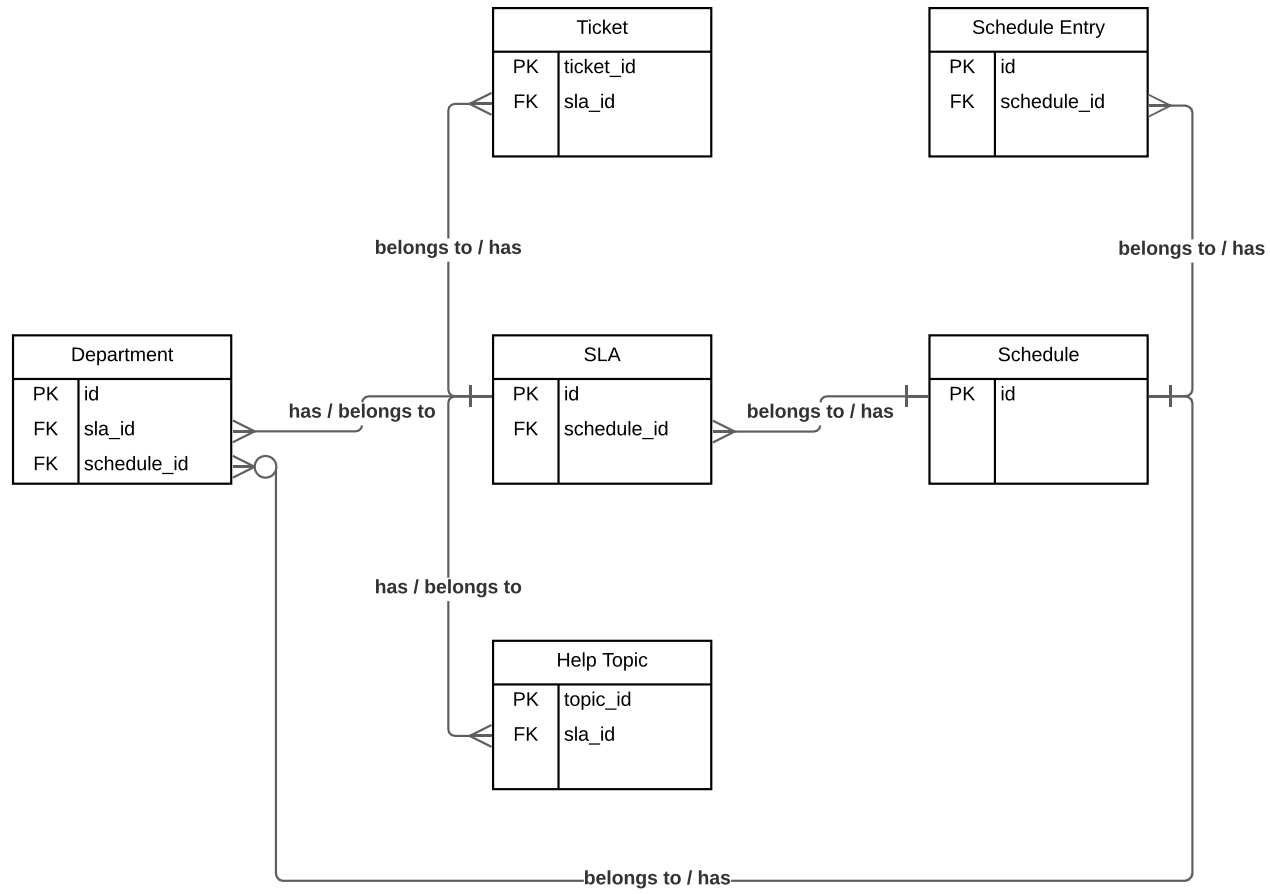 Ticket
PK ticket_id
FK sla_id
Schedule Entry
PK id
FK schedule_id
belongs to / has
belongs to / has
Department
PK id
FK sla_id
FK schedule_id
has / belongs to
SLA
PK id
FK schedule_id
belongs to / has
Schedule
PK id
has / belongs to
Help Topic
PK topic_id
FK sla_id
belongs to / has